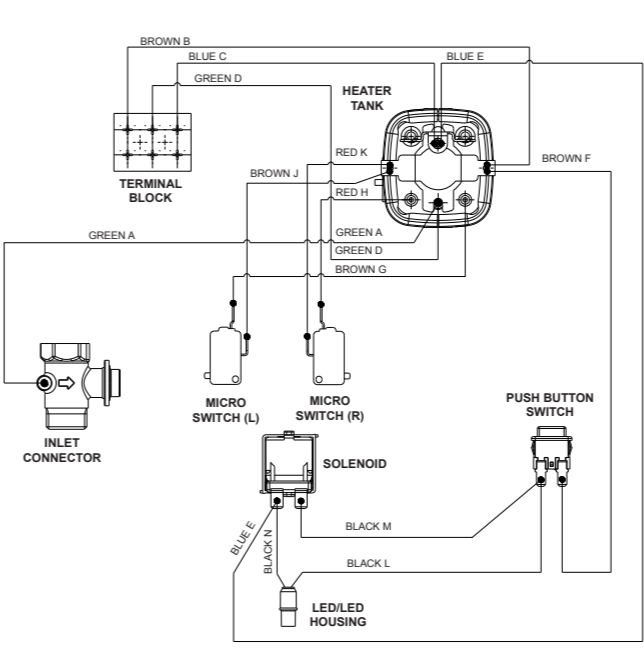 BROWN B
BLUE C
BLUE E
GREEN D
HEATER
TANK
RED K
BROWN F
BROWN J
TERMINAL
BLOCK
RED H
GREEN A
GREEN A
GREEN D
BROWN G
MICRO
SWITCH (L)
MICRO
SWITCH (R)
PUSH BUTTON
SWITCH
INLET
CONNECTOR
SOLENOID
BLACK M
BLUE E
BLACK N
BLACK L
LED/LED
HOUSING